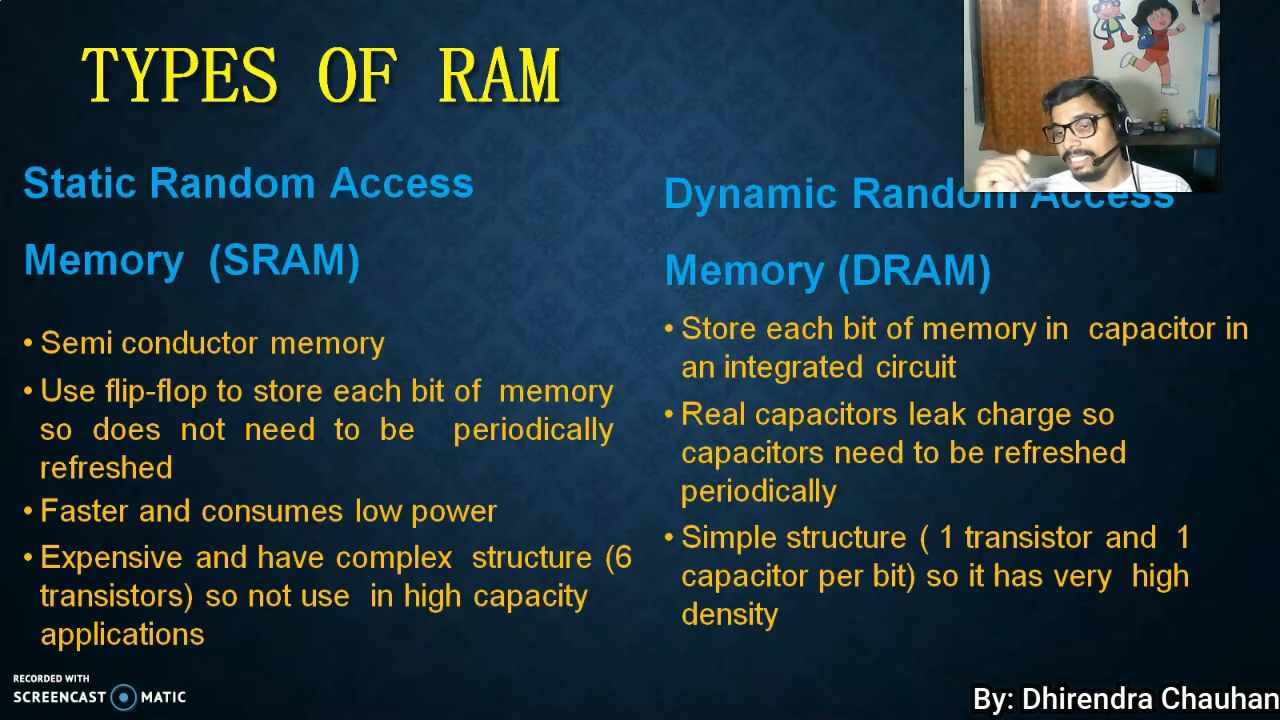 TYPES OF RAM
Static Random Access
Memory (SRAM)
• Semi conductor memory
• Use flip-flop to store each bit of memory
so does not need to be periodically
refreshed
• Faster and consumes low power
• Expensive and have complex structure (6
transistors) so not use in high capacity
applications
Dynamic Random Access
Memory (DRAM)
• Store each bit of memory in capacitor in
an integrated circuit
• Real capacitors leak charge so
capacitors need to be refreshed
periodically
• Simple structure ( 1 transistor and 1
capacitor per bit) so it has very high
density
RECORDED WITH
SCREENCAST MATIC
By: Dhirendra Chauhan